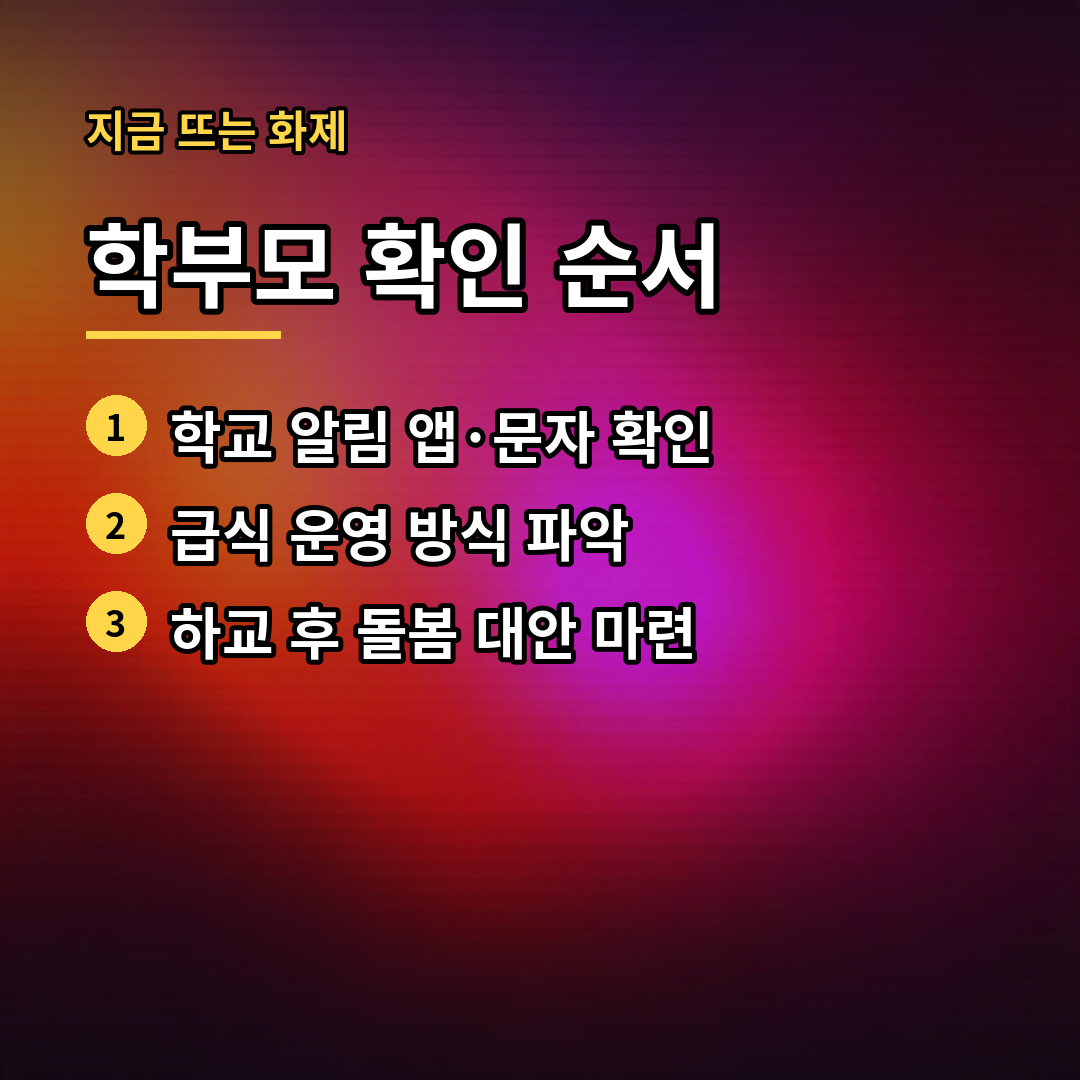 지금 뜨는 화제
학부모 확인 순서
1 학교 알림 앱·문자 확인
2 급식 운영 방식 파악
3 하교 후 돌봄 대안 마련